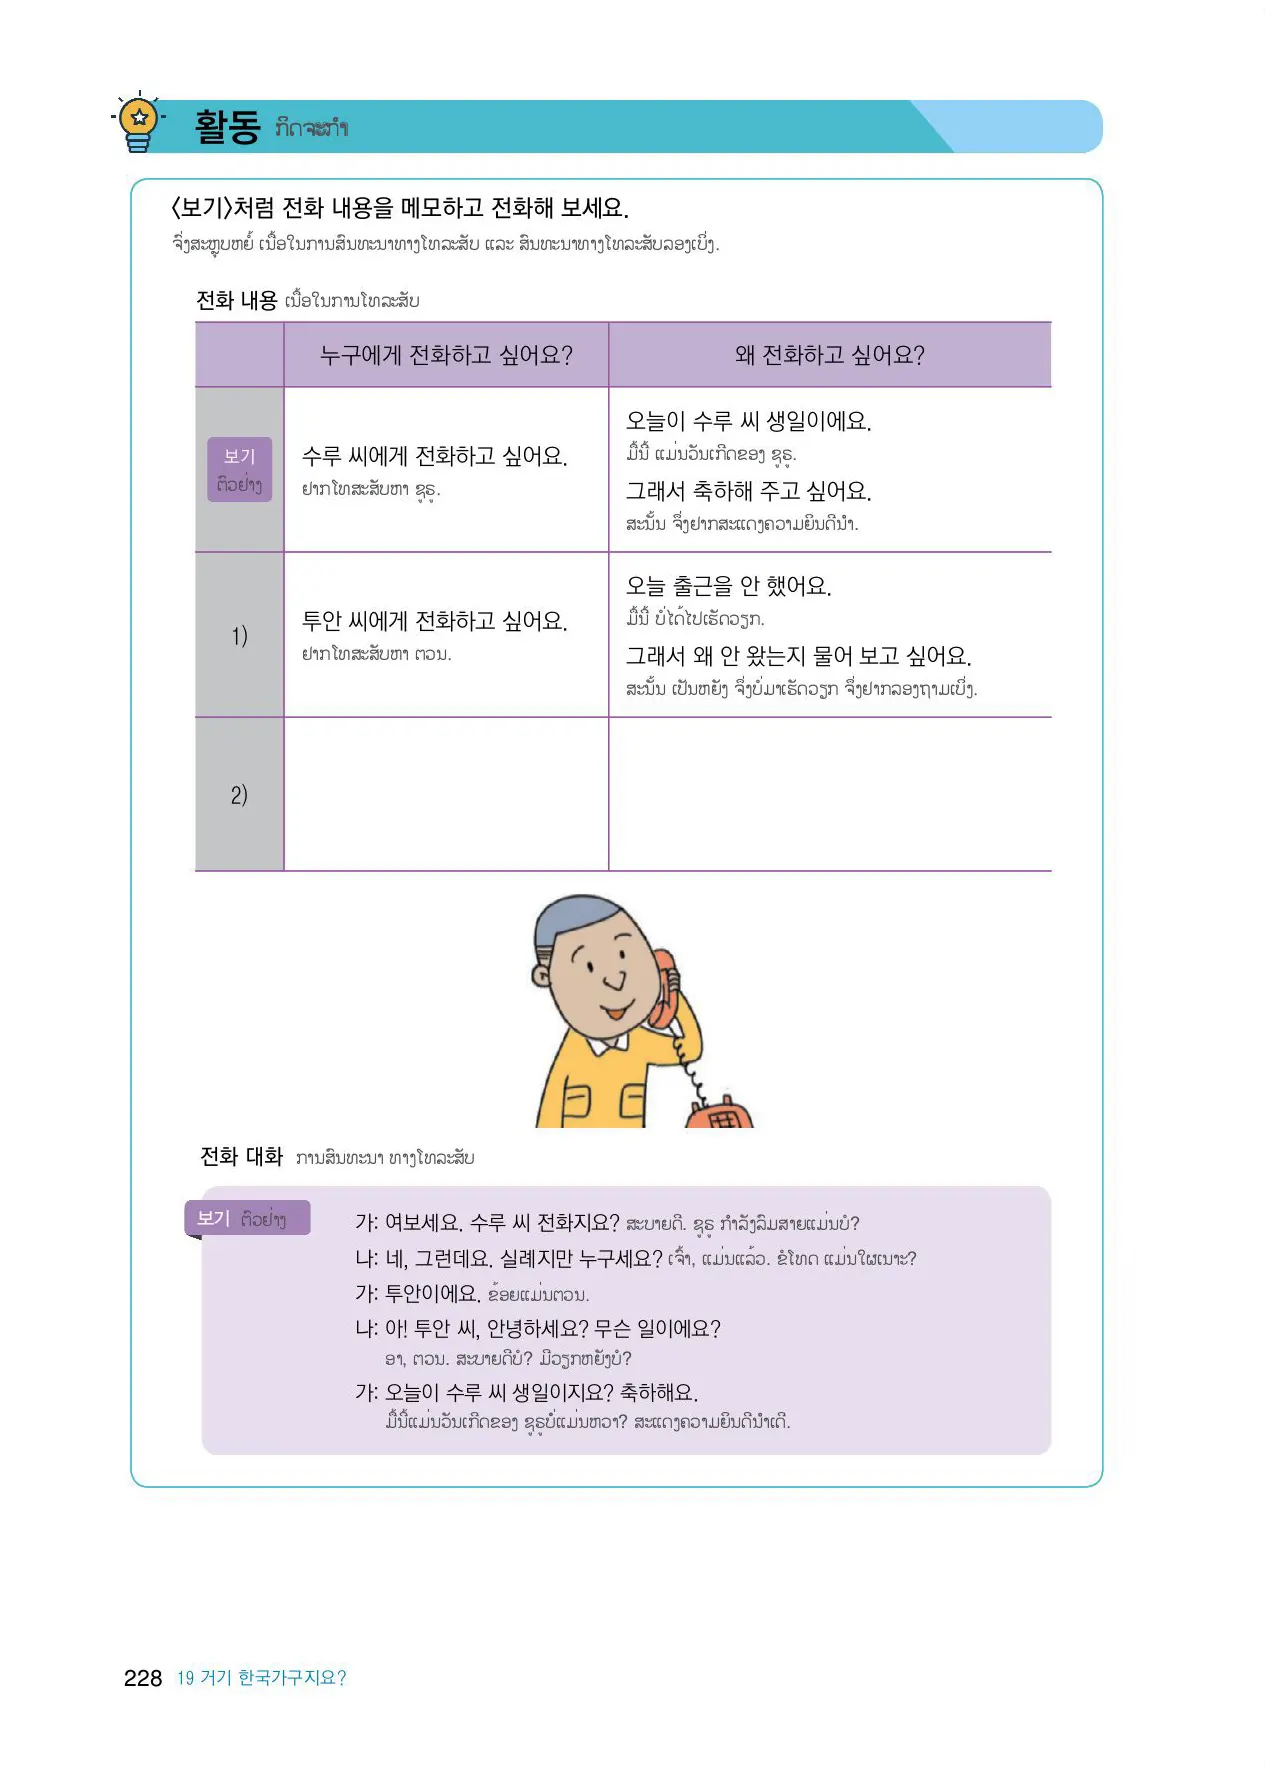 활동 ກິດຈະກຳ
<보기>처럼 전화 내용을 메모하고 전화해 보세요.
ຈົ່ງສະຫຼຸບຫຍໍ້ ເນື້ອໃນການສົນທະນາທາງໂທລະສັບ ແລະ ສົນທະນາທາງໂທລະສັບລອງເບິ່ງ.
전화 내용 ເນື້ອໃນການໂທລະສັບ
누구에게 전화하고 싶어요? 왜 전화하고 싶어요?
보기
ຕົວຢ່າງ
수루 씨에게 전화하고 싶어요.
ຢາກໂທສະສັບຫາ ຊູຣູ.
오늘이 수루 씨 생일이에요.
ມື້ນີ້ ແມ່ນວັນເກີດຂອງ ຊູຣູ.
그래서 축하해 주고 싶어요.
ສະນັ້ນ ຈຶ່ງຢາກສະແດງຄວາມຍິນດີນຳ.
1)
투안 씨에게 전화하고 싶어요.
ຢາກໂທສະສັບຫາ ຕວນ.
오늘 출근을 안 했어요.
ມື້ນີ້ ບໍ່ໄດ້ໄປເຮັດວຽກ.
그래서 왜 안 왔는지 물어 보고 싶어요.
ສະນັ້ນ ເປັນຫຍັງ ຈຶ່ງບໍ່ມາເຮັດວຽກ ຈຶ່ງຢາກລອງຖາມເບິ່ງ.
2)
전화 대화 ການສົນທະນາ ທາງໂທລະສັບ
보기 ຕົວຢ່າງ
가: 여보세요. 수루 씨 전화지요? ສະບາຍດີ. ຊູຣູ ກຳລັງລົມສາຍແມ່ນບໍ?
나: 네, 그런데요. 실례지만 누구세요? ເຈົ້າ, ແມ່ນແລ້ວ. ຂໍໂທດ ແມ່ນໃຜເນາະ?
가: 투안이에요. ຂ້ອຍແມ່ນຕວນ.
나: 아! 투안 씨, 안녕하세요? 무슨 일이에요?
ອາ, ຕວນ. ສະບາຍດີບໍ? ມີວຽກຫຍັງບໍ?
가: 오늘이 수루 씨 생일이지요? 축하해요.
ມື້ນີ້ແມ່ນວັນເກີດຂອງ ຊູຣູບໍ່ແມ່ນຫວາ? ສະແດງຄວາມຍິນດີນຳເດີ.
228 19 거기 한국가구지요?